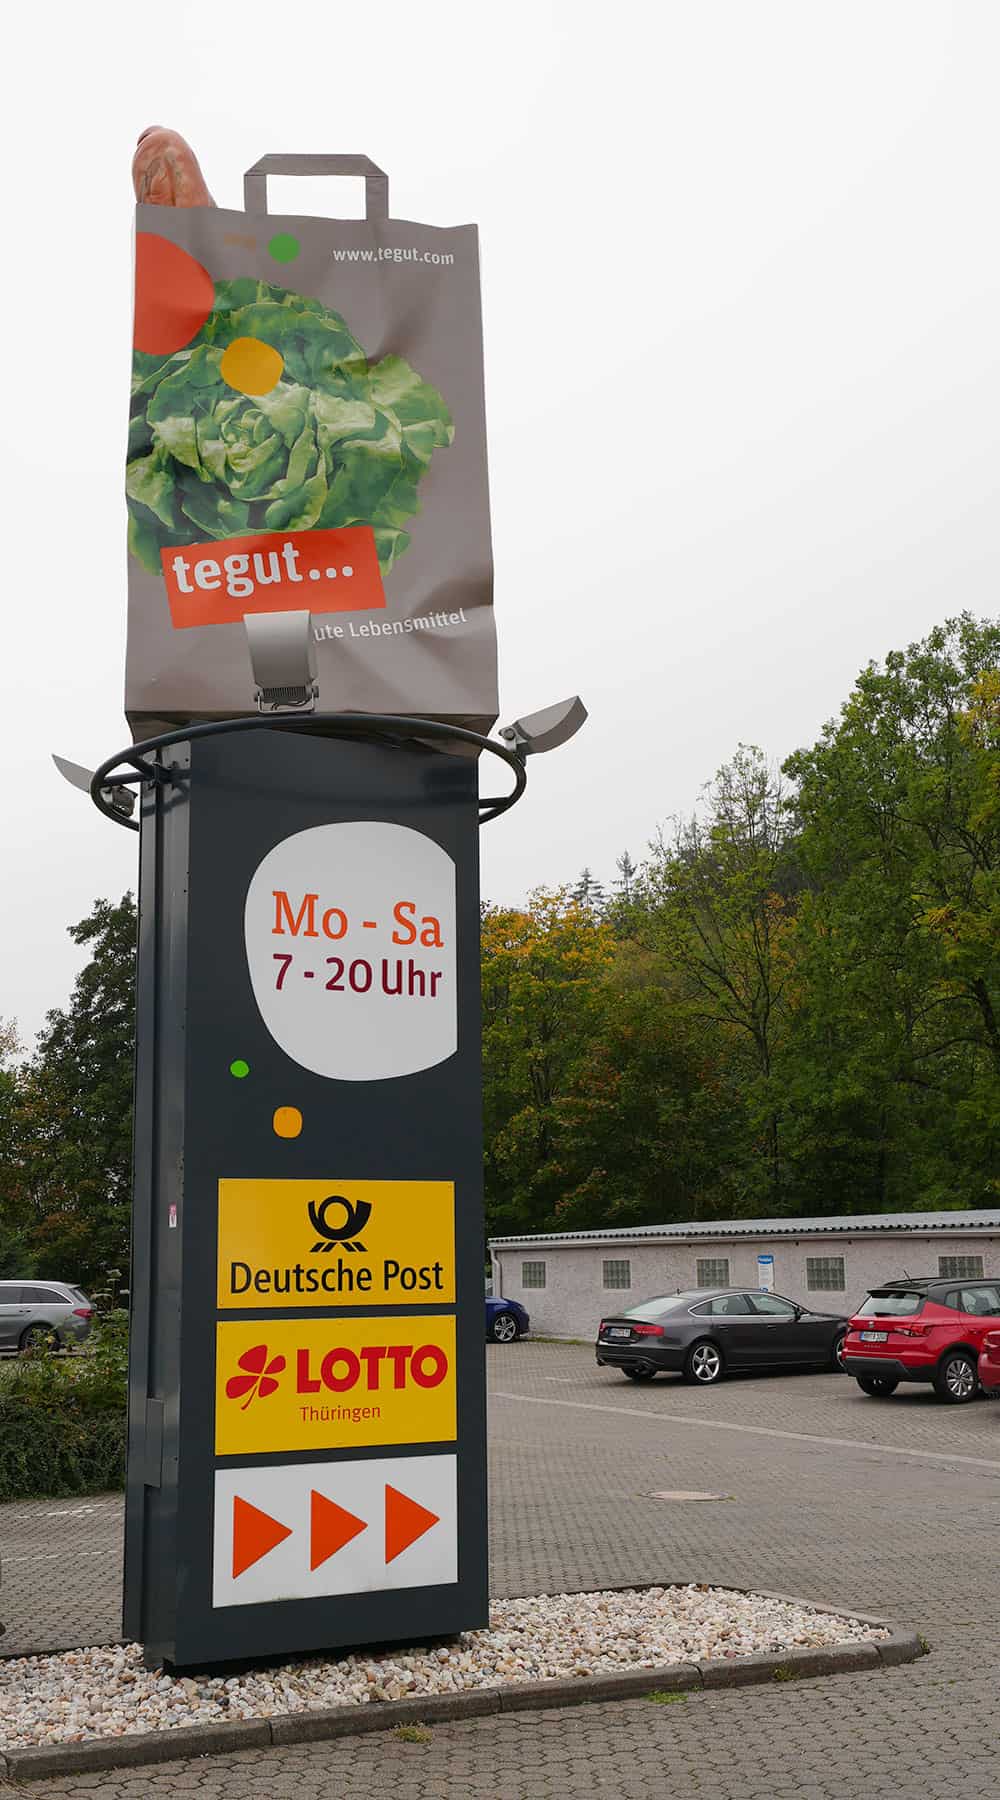 www.tegut.com
tegut...
ute Lebensmittel
Mo - Sa
7 - 20 Uhr
Deutsche Post
LOTTO
Thüringen